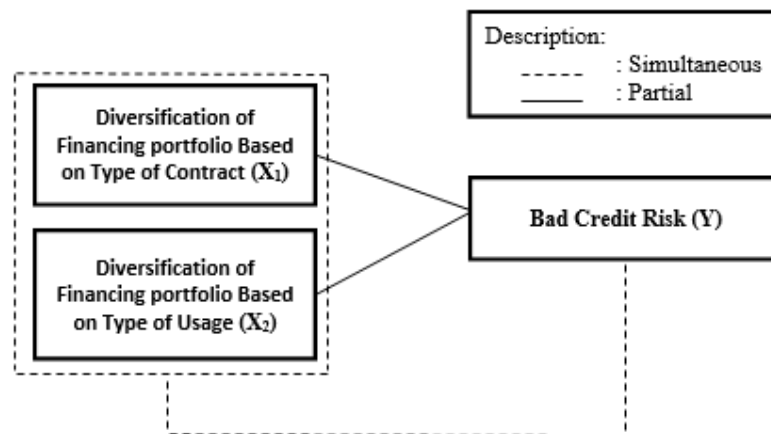 Description:
: Simultaneous
: Partial
Diversification of
Financing portfolio Based
on Type of Contract (X₁)
Bad Credit Risk (Y)
Diversification of
Financing portfolio Based
on Type of Usage (X₂)